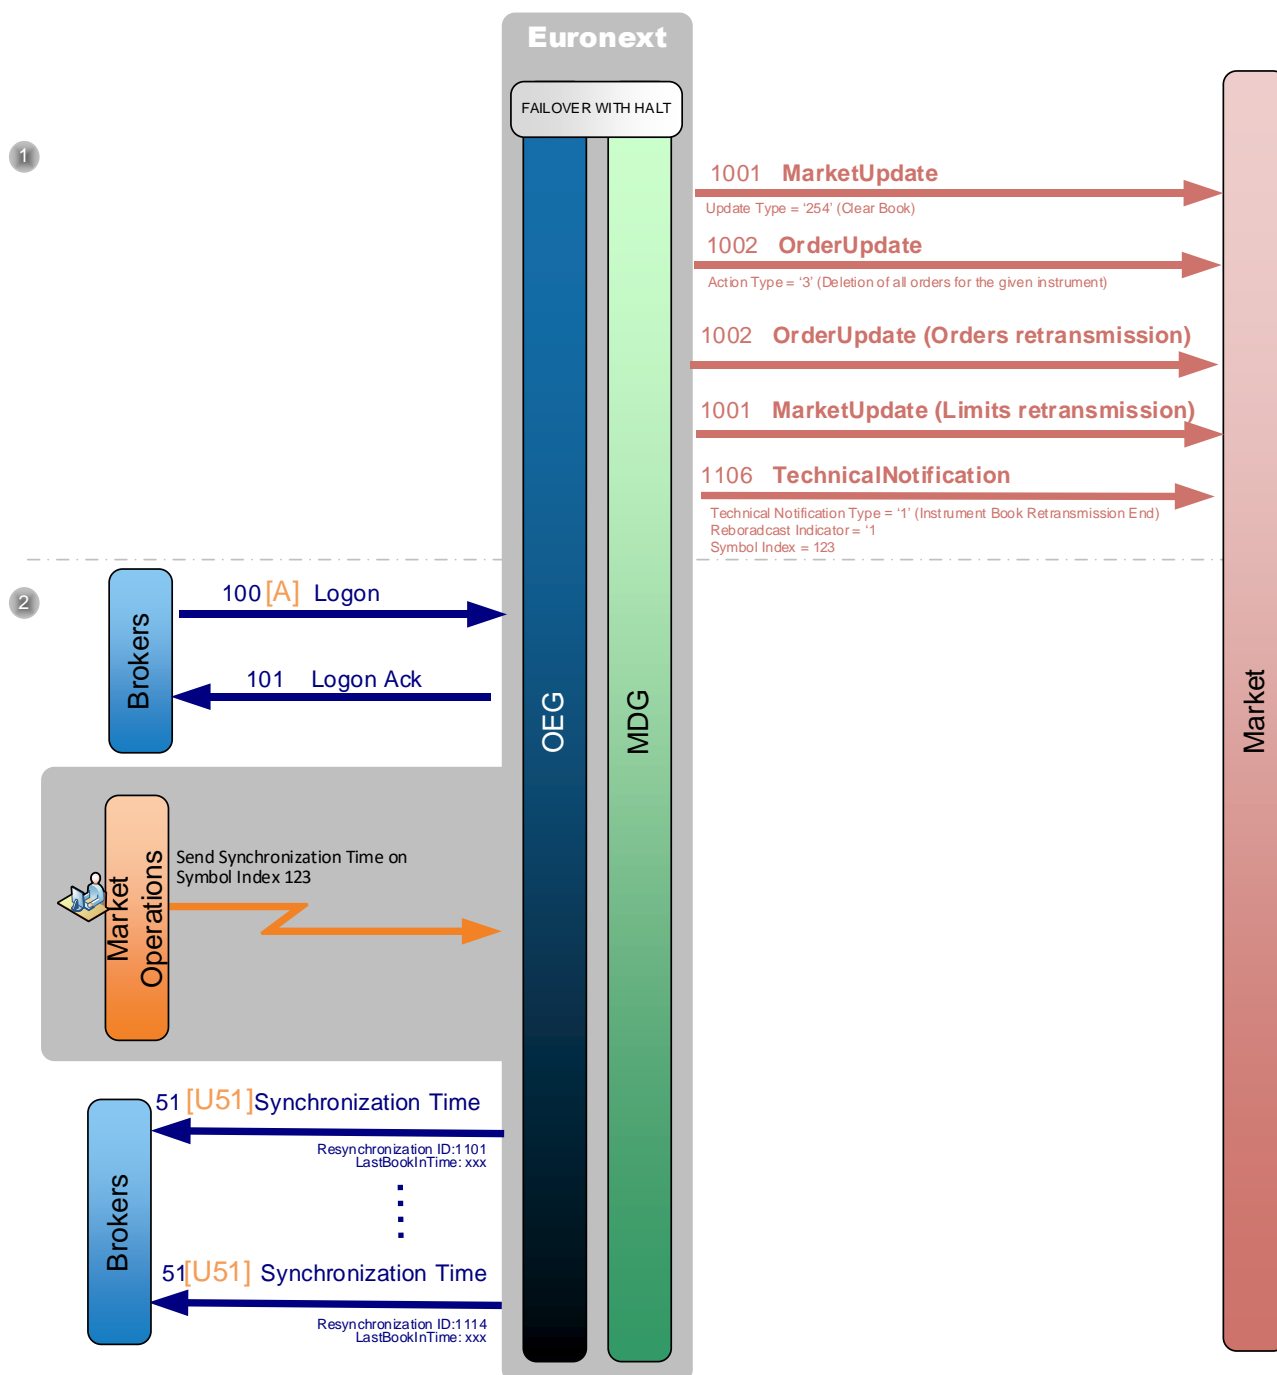 Euronext
FAILOVER WITH HALT
1
1001 MarketUpdate
Update Type = ‘254’ (Clear Book)
1002 OrderUpdate
Action Type = ‘3’ (Deletion of all orders for the given instrument)
1002 OrderUpdate (Orders retransmission)
1001 MarketUpdate (Limits retransmission)
1106 TechnicalNotification
Technical Notification Type = ‘1’ (Instrument Book Retransmission End)
Reboradcast Indicator = ‘1
Symbol Index = 123
2
100 [A] Logon
101 Logon Ack
Brokers
OEG
MDG
Market
Send Synchronization Time on
Symbol Index 123
Market
Operations
51 [U51] Synchronization Time
Resynchronization ID:1101
LastBookInTime: xxx
Brokers
51 [U51] Synchronization Time
Resynchronization ID:1114
LastBookInTime: xxx